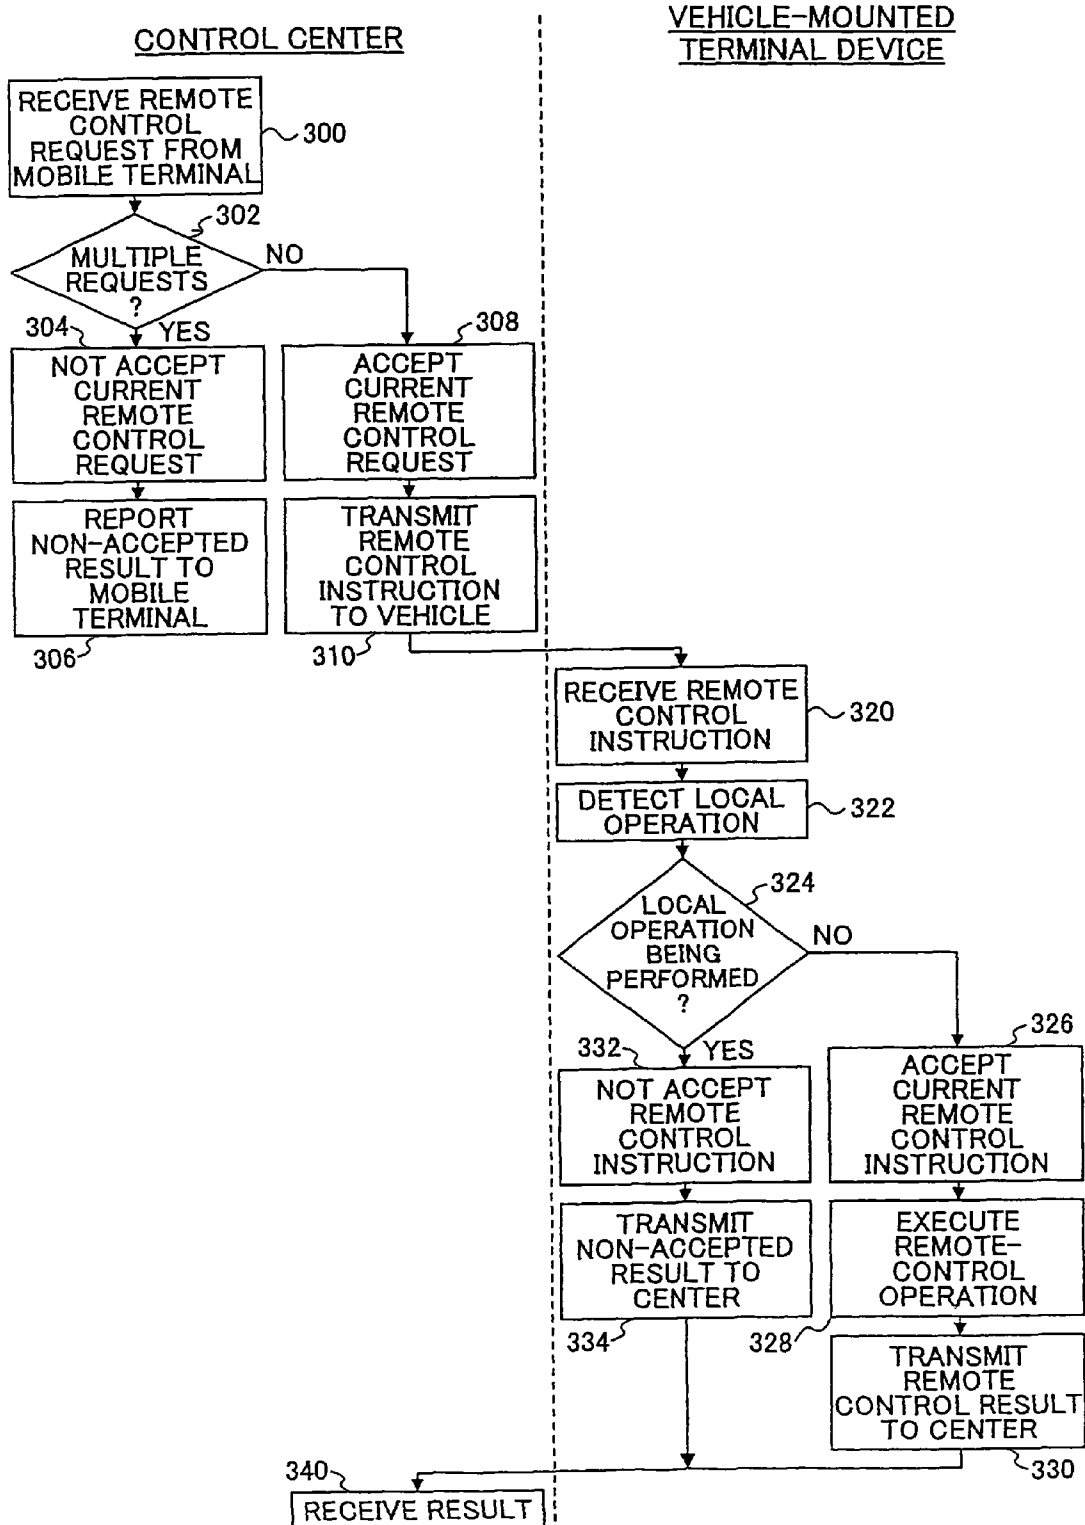 CONTROL CENTER
VEHICLE-MOUNTED
TERMINAL DEVICE
RECEIVE REMOTE
CONTROL
REQUEST FROM
MOBILE TERMINAL
300
302
MULTIPLE
REQUESTS
?
NO
YES
304
NOT ACCEPT
CURRENT
REMOTE
CONTROL
REQUEST
308
ACCEPT
CURRENT
REMOTE
CONTROL
REQUEST
REPORT
NON-ACCEPTED
RESULT TO
MOBILE
TERMINAL
306
TRANSMIT
REMOTE
CONTROL
INSTRUCTION
TO VEHICLE
310
RECEIVE REMOTE
CONTROL
INSTRUCTION
320
DETECT LOCAL
OPERATION
322
324
LOCAL
OPERATION
BEING
PERFORMED
?
NO
YES
332
NOT ACCEPT
REMOTE
CONTROL
INSTRUCTION
326
ACCEPT
CURRENT
REMOTE
CONTROL
INSTRUCTION
TRANSMIT
NON-ACCEPTED
RESULT TO
CENTER
334
EXECUTE
REMOTE-
CONTROL
OPERATION
328
TRANSMIT
REMOTE
CONTROL RESULT
TO CENTER
330
340
RECEIVE RESULT